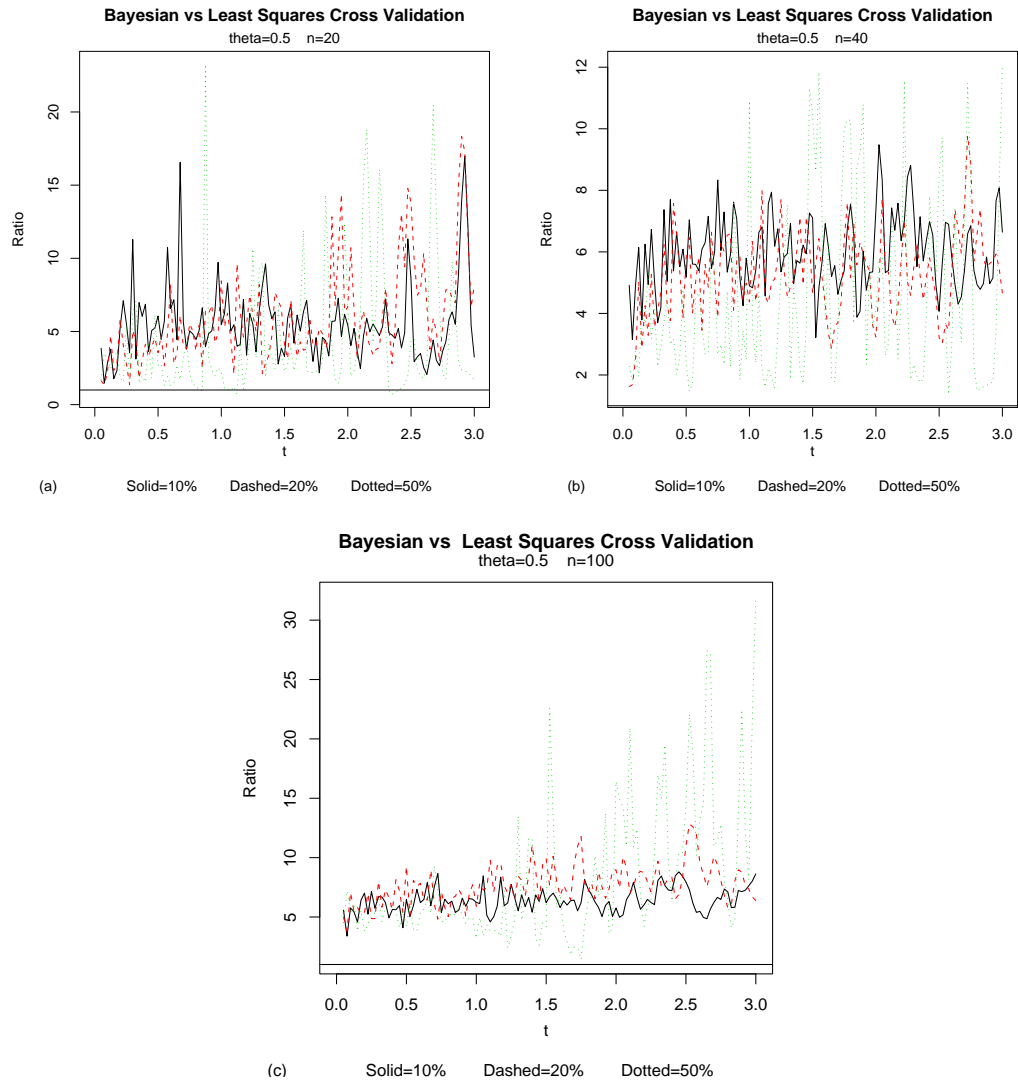 Bayesian vs Least Squares Cross Validation
theta=0.5 n=20
Ratio
0
5
10
15
20
0.0 0.5 1.0 1.5 2.0 2.5 3.0
t
(a) Solid=10% Dashed=20% Dotted=50%
Bayesian vs Least Squares Cross Validation
theta=0.5 n=40
Ratio
2
4
6
8
10
12
0.0 0.5 1.0 1.5 2.0 2.5 3.0
t
(b) Solid=10% Dashed=20% Dotted=50%
Bayesian vs Least Squares Cross Validation
theta=0.5 n=100
Ratio
5
10
15
20
25
30
0.0 0.5 1.0 1.5 2.0 2.5 3.0
t
(c) Solid=10% Dashed=20% Dotted=50%